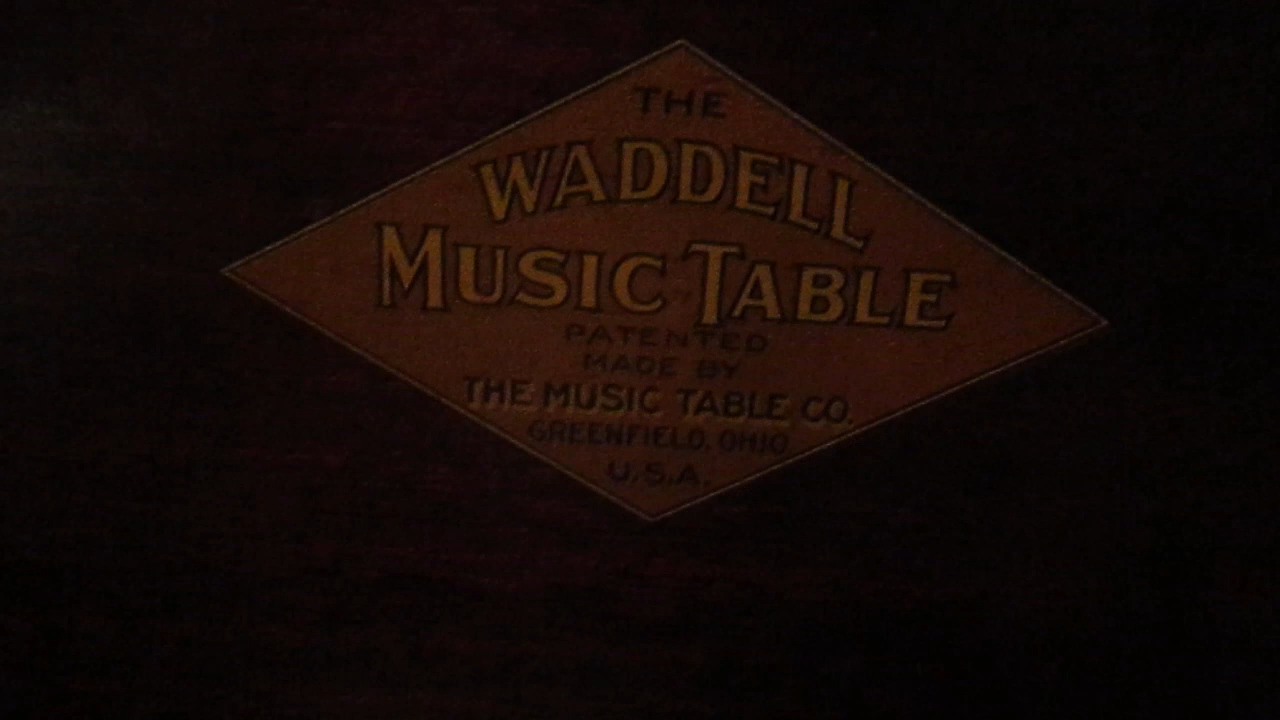 THE
WADDELL
MUSIC TABLE
PATENTED
MADE BY
THE MUSIC TABLE CO.
GREENFIELD, OHIO
U.S.A.